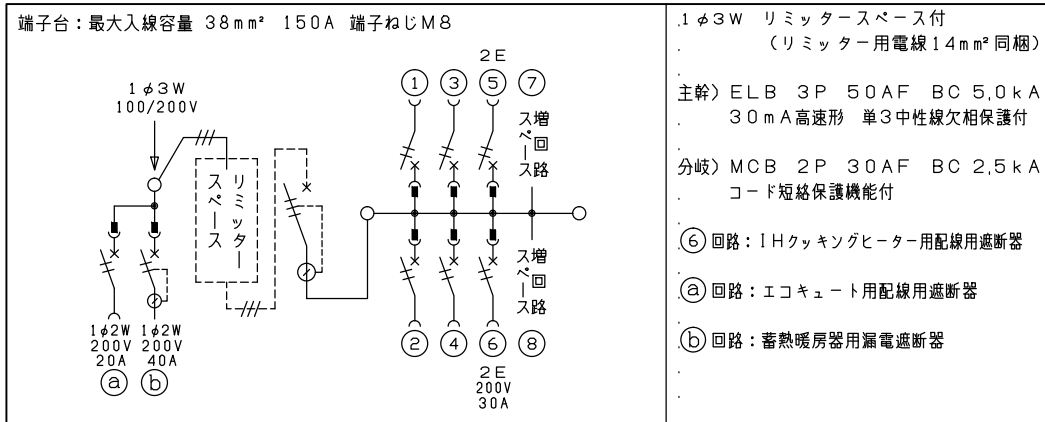 端子台：最大入線容量 38mm² 150A 端子ねじM8
1φ3W
100/200V
リミッター
スペース
2E
① ③ ⑤ ⑦
増回路
スペース
増回路
スペース
② ④ ⑥ ⑧
2E
200V
30A
1φ2W
200V
20A
ⓐ
1φ2W
200V
40A
ⓑ
1φ3W リミッタースペース付
（リミッター用電線14mm²同梱）
主幹）ELB 3P 50AF BC 5,0kA
30mA高速形 単3中性線欠相保護付
分岐）MCB 2P 30AF BC 2,5kA
コード短絡保護機能付
⑥回路：IHクッキングヒーター用配線用遮断器
ⓐ回路：エコキュート用配線用遮断器
ⓑ回路：蓄熱暖房器用漏電遮断器